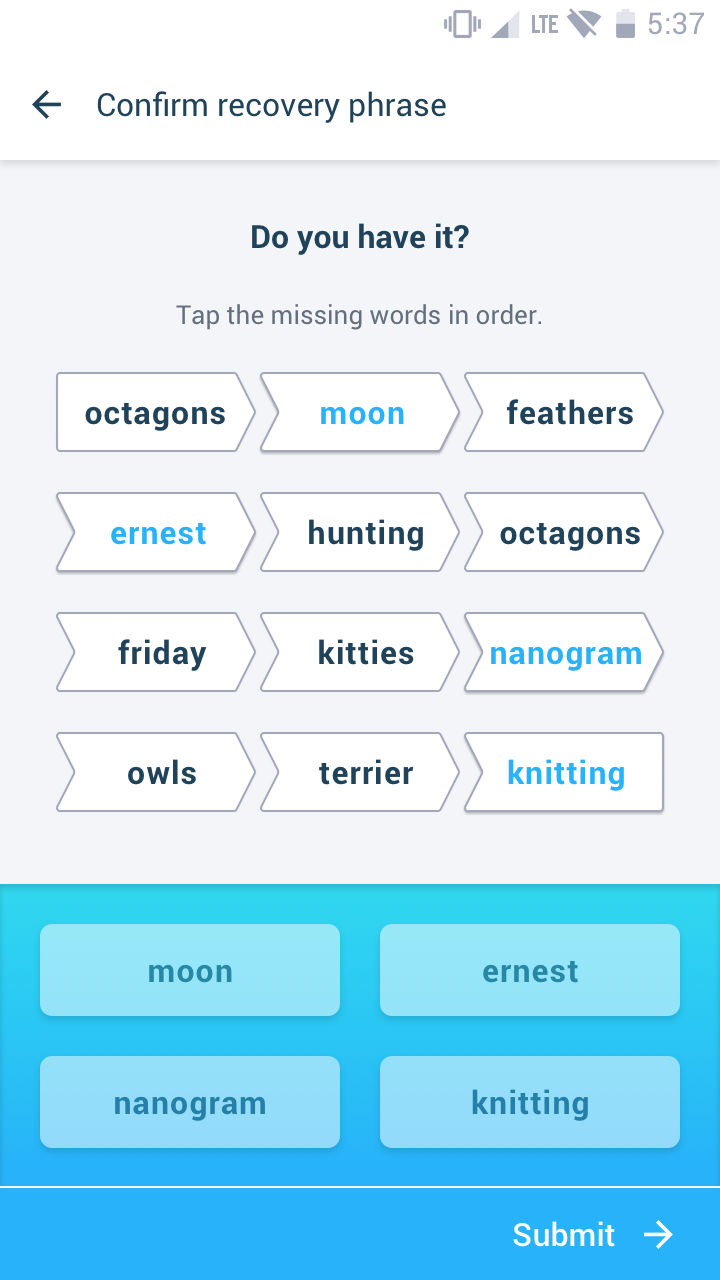 LTE 5:37
Confirm recovery phrase
Do you have it?
Tap the missing words in order.
octagons moon feathers
ernest hunting octagons
friday kitties nanogram
owls terrier knitting
moon ernest
nanogram knitting
Submit